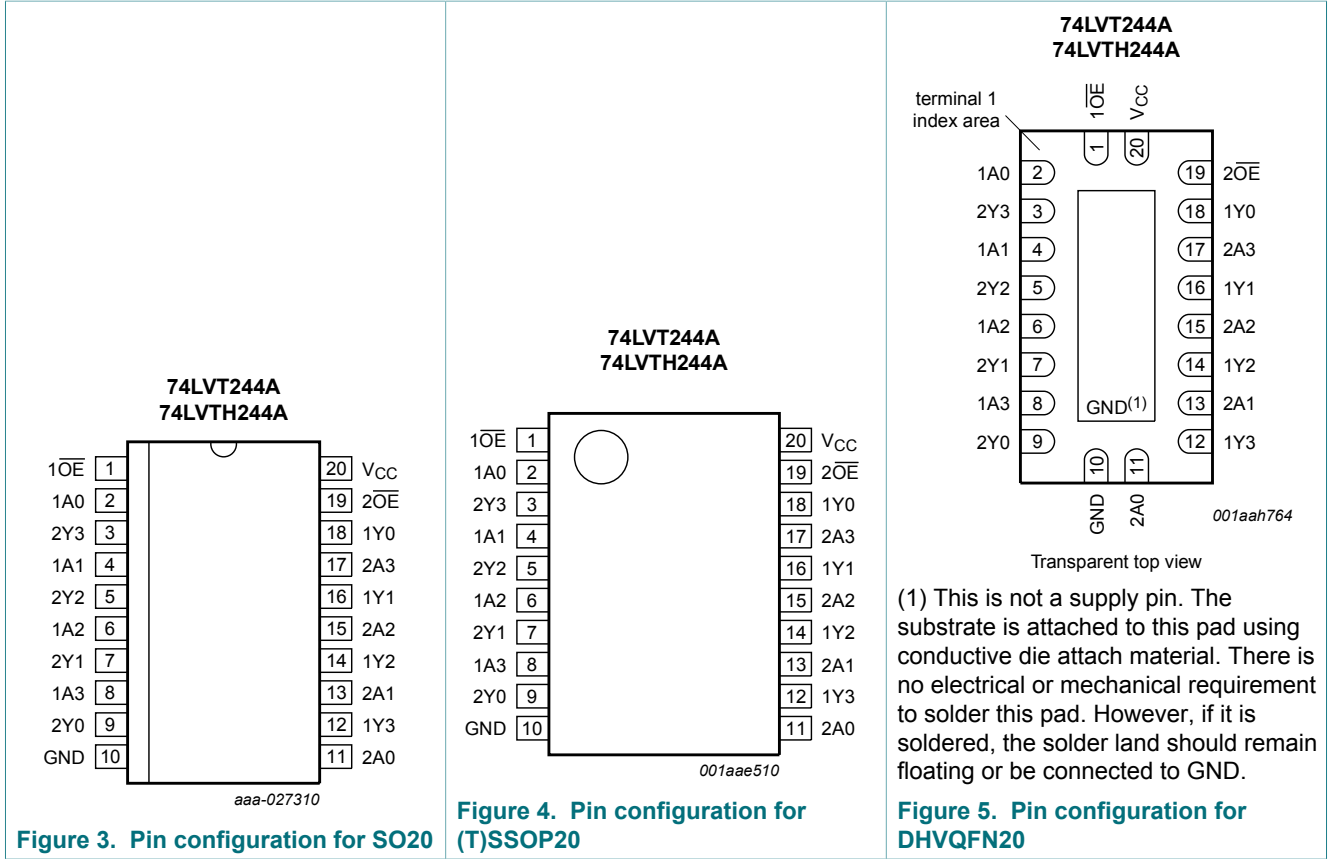 74LVT244A
74LVTH244A
1O̅E̅ 1
1A0 2
2Y3 3
1A1 4
2Y2 5
1A2 6
2Y1 7
1A3 8
2Y0 9
GND 10
20 VCC
19 2O̅E̅
18 1Y0
17 2A3
16 1Y1
15 2A2
14 1Y2
13 2A1
12 1Y3
11 2A0
aaa-027310
Figure 3. Pin configuration for SO20
74LVT244A
74LVTH244A
1O̅E̅ 1
1A0 2
2Y3 3
1A1 4
2Y2 5
1A2 6
2Y1 7
1A3 8
2Y0 9
GND 10
20 VCC
19 2O̅E̅
18 1Y0
17 2A3
16 1Y1
15 2A2
14 1Y2
13 2A1
12 1Y3
11 2A0
001aae510
Figure 4. Pin configuration for
(T)SSOP20
74LVT244A
74LVTH244A
terminal 1
index area
1O̅E̅ 1
VCC 20
1A0 2
2Y3 3
1A1 4
2Y2 5
1A2 6
2Y1 7
1A3 8
2Y0 9
GND(1)
19 2O̅E̅
18 1Y0
17 2A3
16 1Y1
15 2A2
14 1Y2
13 2A1
12 1Y3
GND 10
2A0 11
001aah764
Transparent top view
(1) This is not a supply pin. The
substrate is attached to this pad using
conductive die attach material. There is
no electrical or mechanical requirement
to solder this pad. However, if it is
soldered, the solder land should remain
floating or be connected to GND.
Figure 5. Pin configuration for
DHVQFN20